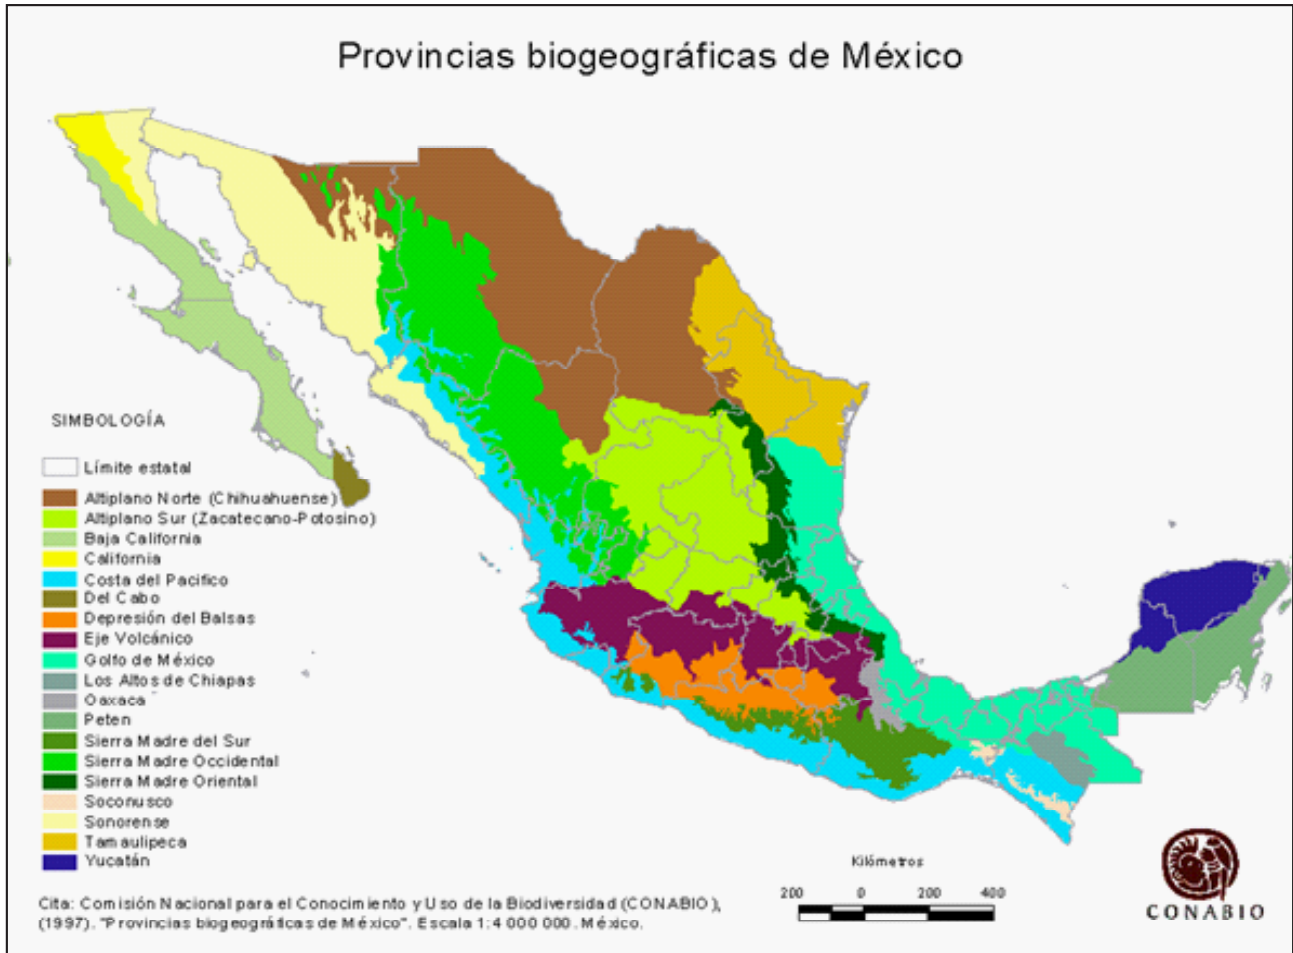 Provincias biogeográficas de México
SIMBOLOGÍA
Límite estatal
Altiplano Norte (Chihuahuense)
Altiplano Sur (Zacatecano-Potosino)
Baja California
California
Costa del Pacifico
Del Cabo
Depresión del Balsas
Eje Volcánico
Golfo de México
Los Altos de Chiapas
Oaxaca
Peten
Sierra Madre del Sur
Sierra Madre Occidental
Sierra Madre Oriental
Soconusco
Sonorense
Tamaulipeca
Yucatán
Kilómetros
200 0 200 400
CONABIO
Cita: Comisión Nacional para el Conocimiento y Uso de la Biodiversidad (CONABIO),
(1997). "Provincias biogeográficas de México". Escala 1:4 000 000. México.